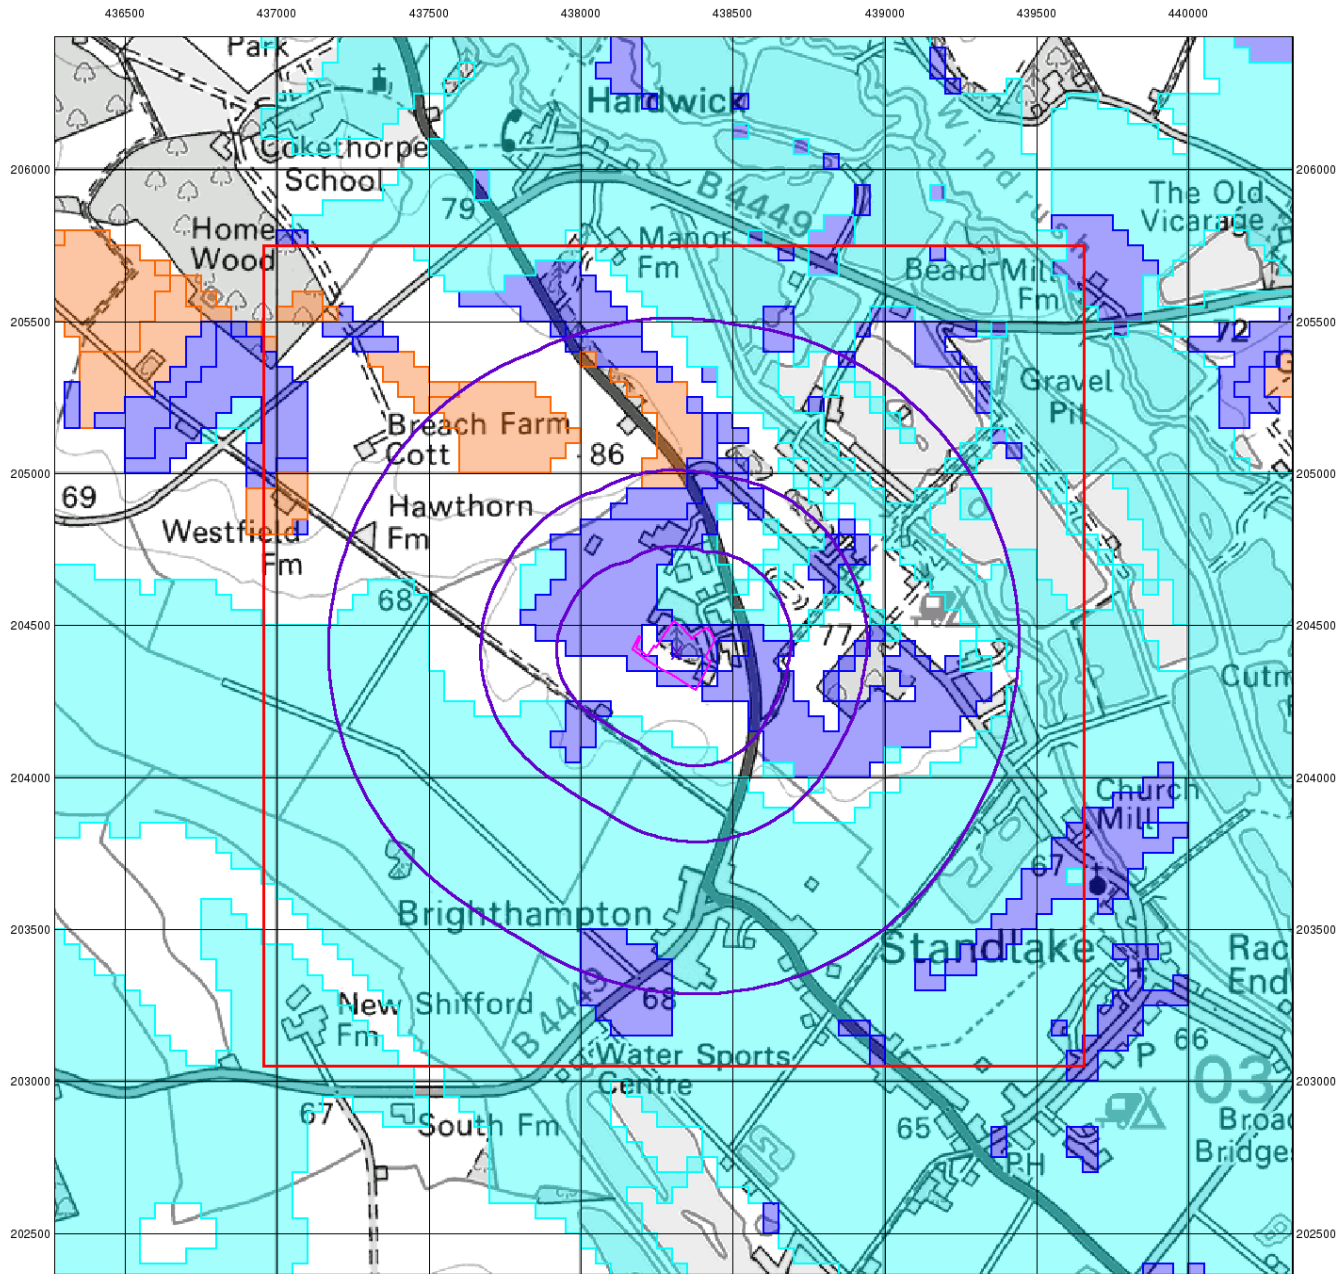 436500 437000 437500 438000 438500 439000 439500 440000
Park
Hardwick
Cokethorpe
School
Windrush
206000
206000
79
B 4449
The Old
Vicarage
Home
Wood
Manor
Fm
Beard Mill
Fm
205500
205500
72
G
Gravel
Pit
Breach Farm
Cott
86
205000
205000
69
Hawthorn
Fm
Westfield
Fm
68
204500
204500
77
Cutm
204000
204000
Church
Mill
67
Brighthampton
203500
203500
Standlake
Rac
End
68
New Shifford
Fm
B 4449
66
Water Sports
Centre
P
03
203000
203000
67
South Fm
65
PH
Broad
Bridges
202500
202500